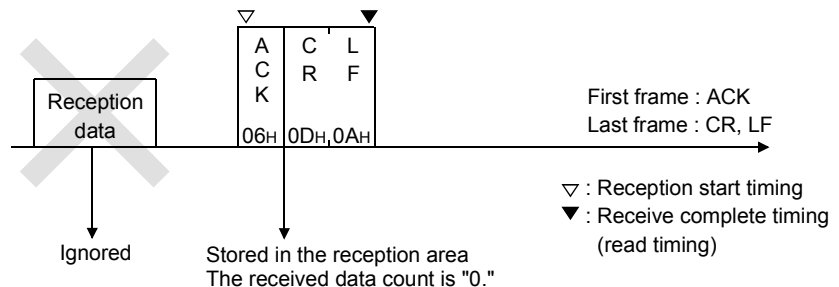 A
C
K
C
R
L
F
Reception
data
06H
0DH,0AH
First frame : ACK
Last frame : CR, LF
▽ : Reception start timing
▼ : Receive complete timing
(read timing)
Ignored
Stored in the reception area
The received data count is "0."